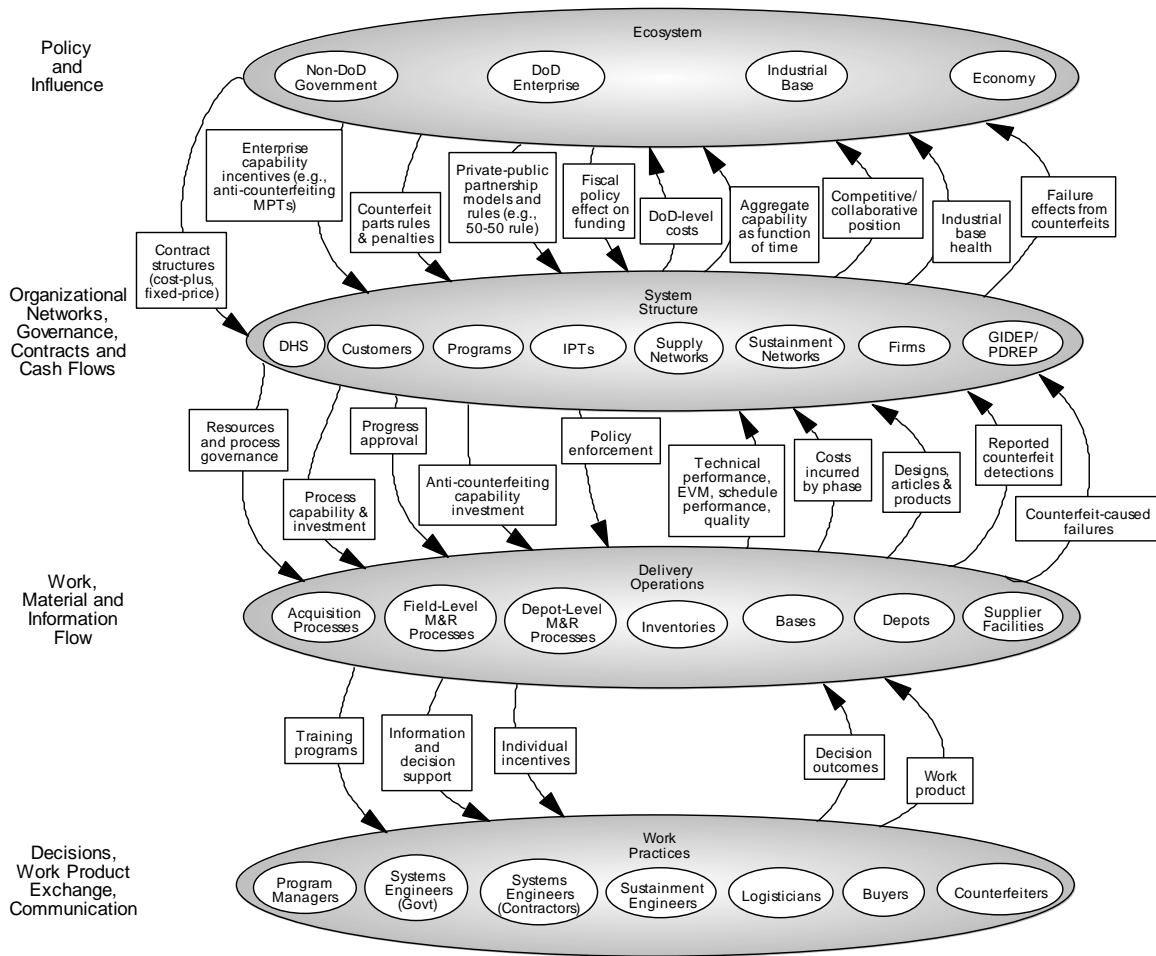 Policy
and
Influence
Ecosystem
Non-DoD
Government
DoD
Enterprise
Industrial
Base
Economy
Enterprise
capability
incentives (e.g.,
anti-counterfeiting
MPTs)
Counterfeit
parts rules
& penalties
Private-public
partnership
models and
rules (e.g.,
50-50 rule)
Fiscal
policy
effect on
funding
DoD-level
costs
Aggregate
capability
as function
of time
Competitive/
collaborative
position
Industrial
base
health
Failure
effects from
counterfeits
Contract
structures
(cost-plus,
fixed-price)
Organizational
Networks,
Governance,
Contracts and
Cash Flows
System
Structure
DHS
Customers
Programs
IPTs
Supply
Networks
Sustainment
Networks
Firms
GIDEP/
PDREP
Resources
and process
governance
Process
capability &
investment
Progress
approval
Anti-counterfeiting
capability
investment
Policy
enforcement
Technical
performance,
EVM, schedule
performance,
quality
Costs
incurred
by phase
Designs,
articles &
products
Reported
counterfeit
detections
Counterfeit-caused
failures
Work,
Material and
Information
Flow
Delivery
Operations
Acquisition
Processes
Field-Level
M&R
Processes
Depot-Level
M&R
Processes
Inventories
Bases
Depots
Supplier
Facilities
Training
programs
Information
and
decision
support
Individual
incentives
Decision
outcomes
Work
product
Decisions,
Work Product
Exchange,
Communication
Work
Practices
Program
Managers
Systems
Engineers
(Govt)
Systems
Engineers
(Contractors)
Sustainment
Engineers
Logisticians
Buyers
Counterfeiters